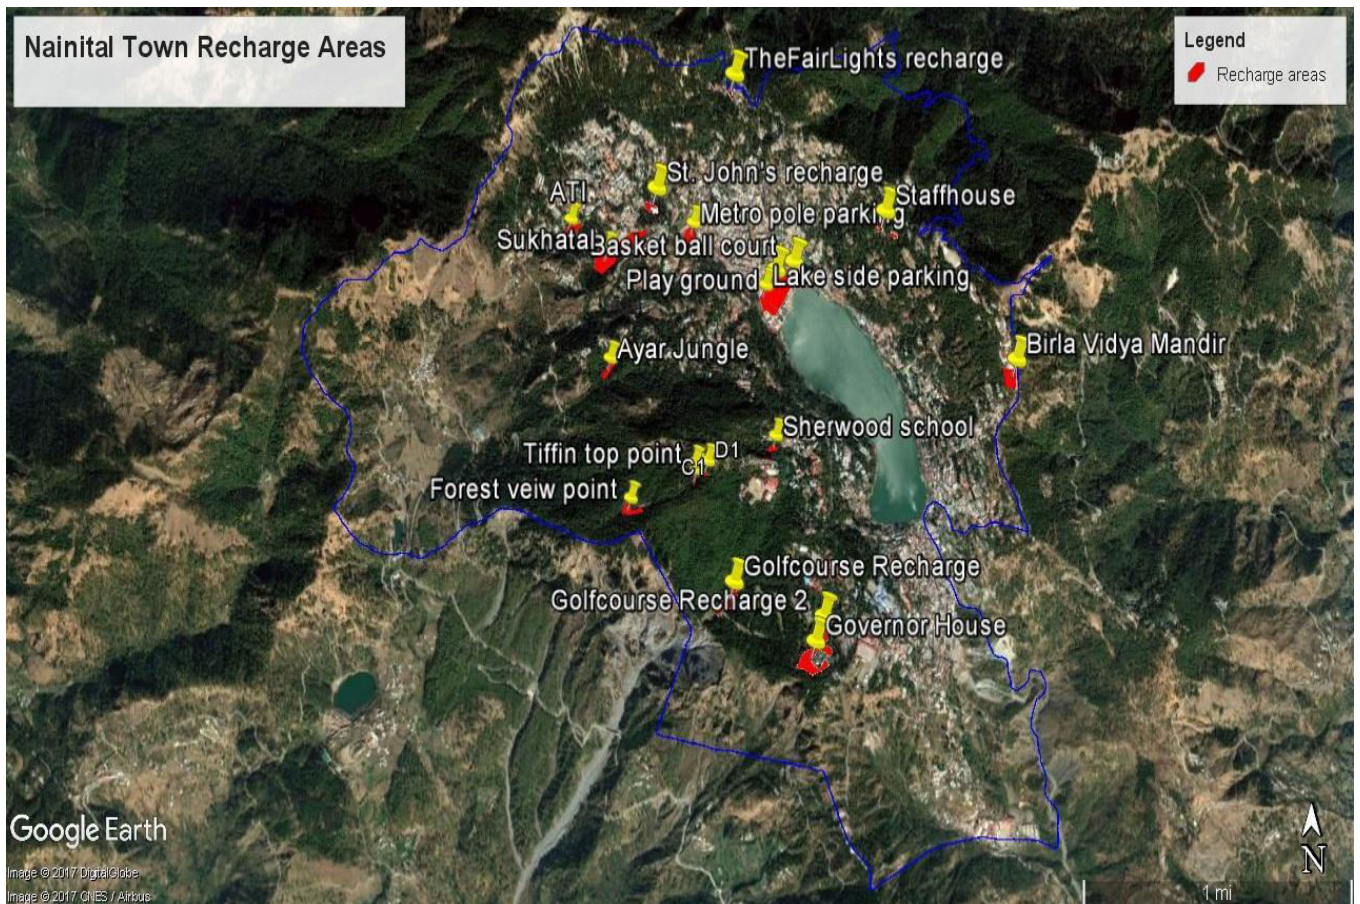 Nainital Town Recharge Areas
Legend
Recharge areas
TheFairLights recharge
St. John's recharge
ATI
Staffhouse
Metro pole parking
Sukhatal
Basket ball court
Play ground
Lake side parking
Birla Vidya Mandir
Ayar Jungle
Sherwood school
Tiffin top point
C1
D1
Forest veiw point
Golfcourse Recharge
Golfcourse Recharge 2
Governor House
Google Earth
Image © 2017 DigitalGlobe
Image © 2017 CNES / Airbus
N
1 mi